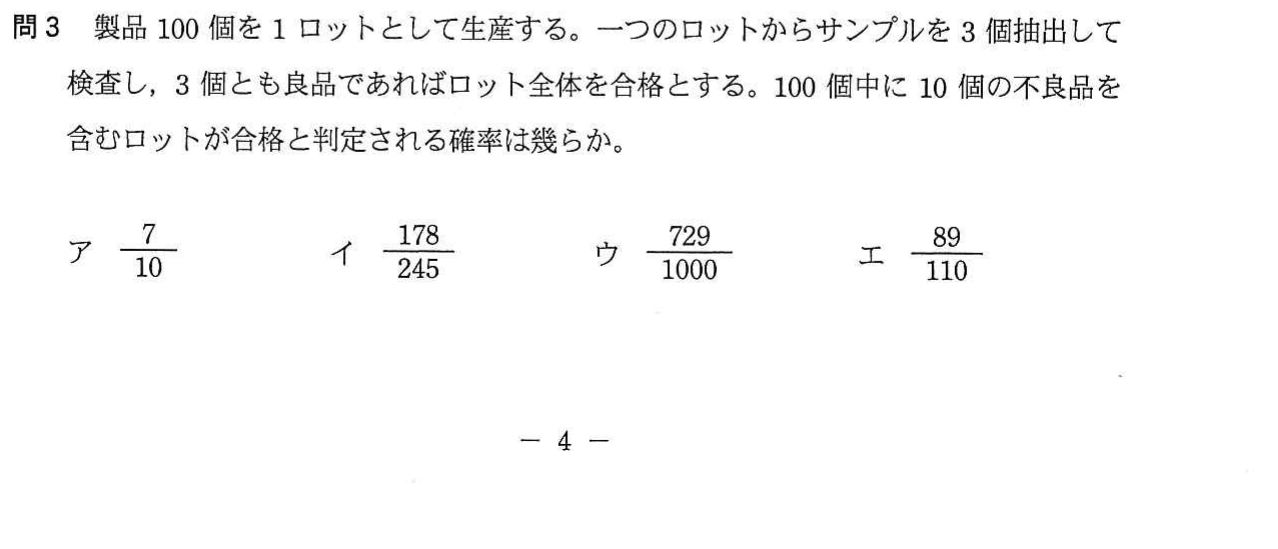 問3 製品 100 個を 1 ロットとして生産する。一つのロットからサンプルを 3 個抽出して
検査し，3 個とも良品であればロット全体を合格とする。100 個中に 10 個の不良品を
含むロットが合格と判定される確率は幾らか。
ア 7/10 イ 178/245 ウ 729/1000 エ 89/110
－ 4 －